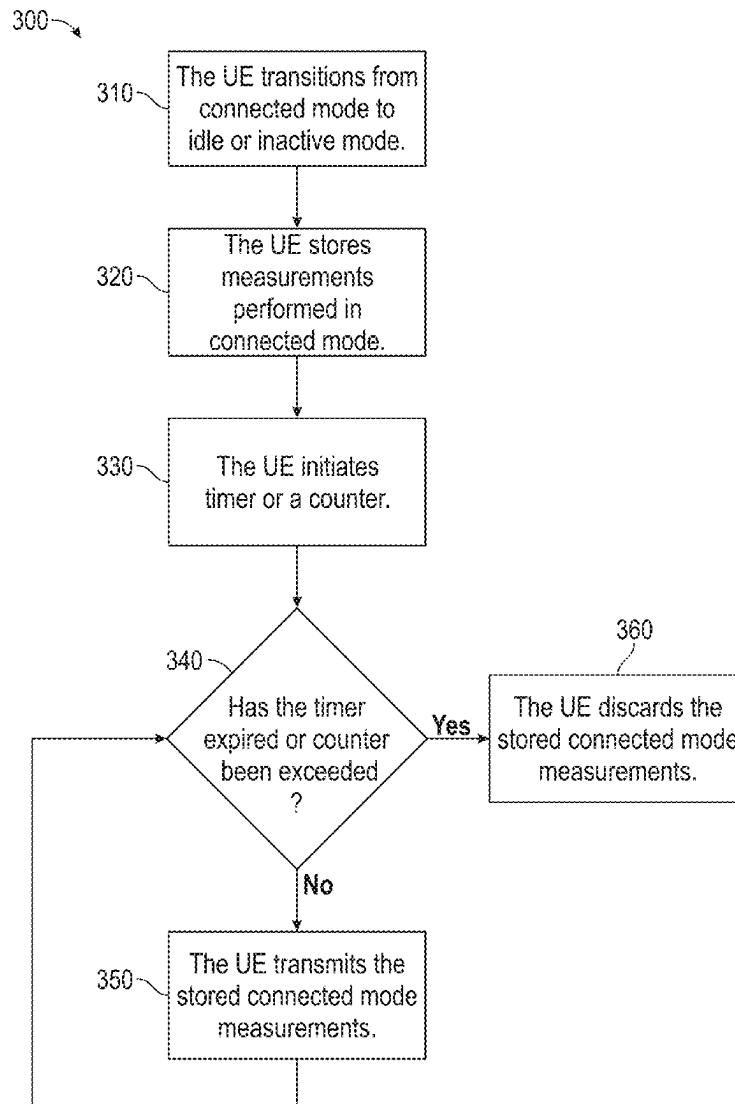 300
310
The UE transitions from
connected mode to
idle or inactive mode.
320
The UE stores
measurements
performed in
connected mode.
330
The UE initiates
timer or a counter.
340
Has the timer
expired or counter
been exceeded
?
Yes
360
The UE discards the
stored connected mode
measurements.
No
350
The UE transmits the
stored connected mode
measurements.